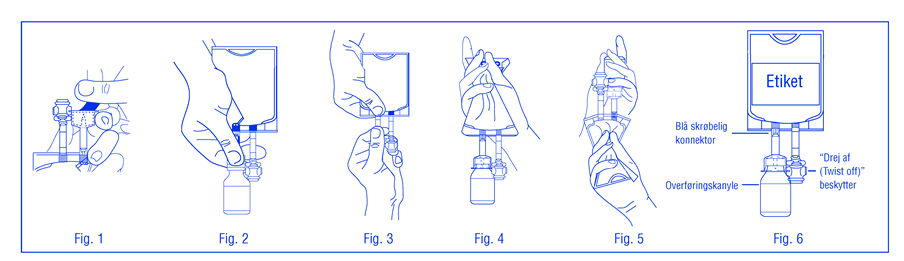 Etiket
Blå skrøbelig
konnektor
"Drej af
(Twist off)"
beskytter
Overføringskanyle
Fig. 1
Fig. 2
Fig. 3
Fig. 4
Fig. 5
Fig. 6